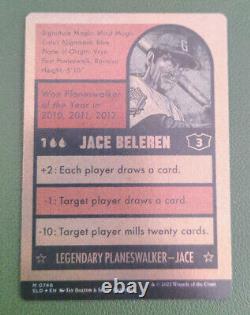 Signature Magic: Mind Magic
Color Alignment: Blue
Plane of Origin: Vryn
First Planeswalk: Ravnica
Height: 5'10"
Won Planeswalker
of the Year in
2010, 2011, 2012
166 JACE BELEREN 3
+2: Each player draws a card.
-1: Target player draws a card.
-10: Target player mills twenty cards.
LEGENDARY PLANESWALKER—JACE
M 0746
SLD EN
© 2021 Wizards of the Coast